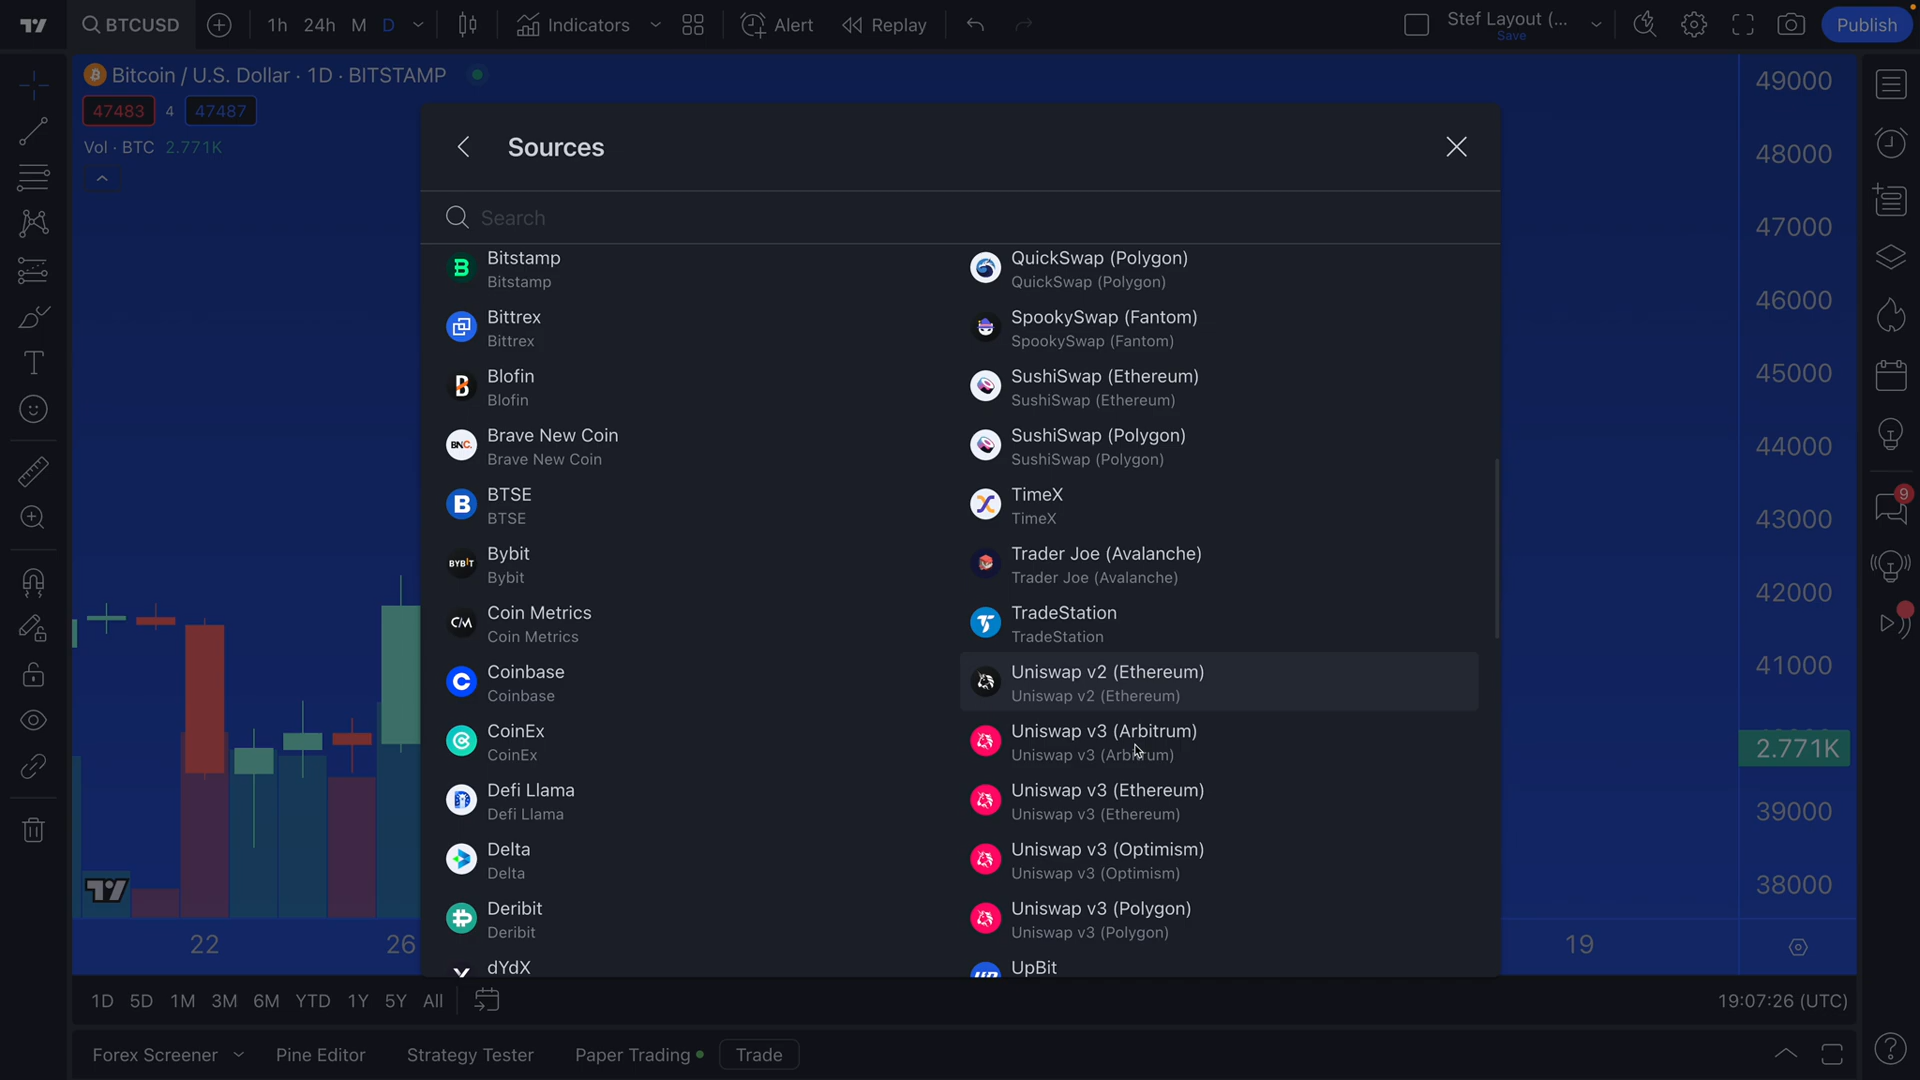 BTCUSD
1h
24h
M
D
Indicators
Alert
Replay
Stef Layout (...
Save
Publish
Bitcoin / U.S. Dollar · 1D · BITSTAMP
47483
4
47487
Vol · BTC 2.771K
Sources
Search
Bitstamp
Bitstamp
Bittrex
Bittrex
Blofin
Blofin
BNC.
Brave New Coin
Brave New Coin
BTSE
BTSE
BYBIT
Bybit
Bybit
C/M
Coin Metrics
Coin Metrics
Coinbase
Coinbase
CoinEx
CoinEx
Defi Llama
Defi Llama
Delta
Delta
Deribit
Deribit
dYdX
QuickSwap (Polygon)
QuickSwap (Polygon)
SpookySwap (Fantom)
SpookySwap (Fantom)
SushiSwap (Ethereum)
SushiSwap (Ethereum)
SushiSwap (Polygon)
SushiSwap (Polygon)
TimeX
TimeX
Trader Joe (Avalanche)
Trader Joe (Avalanche)
TradeStation
TradeStation
Uniswap v2 (Ethereum)
Uniswap v2 (Ethereum)
Uniswap v3 (Arbitrum)
Uniswap v3 (Arbitrum)
Uniswap v3 (Ethereum)
Uniswap v3 (Ethereum)
Uniswap v3 (Optimism)
Uniswap v3 (Optimism)
Uniswap v3 (Polygon)
Uniswap v3 (Polygon)
UpBit
49000
48000
47000
46000
45000
44000
43000
42000
41000
2.771K
39000
38000
9
22
26
19
1D
5D
1M
3M
6M
YTD
1Y
5Y
All
19:07:26 (UTC)
Forex Screener
Pine Editor
Strategy Tester
Paper Trading
Trade